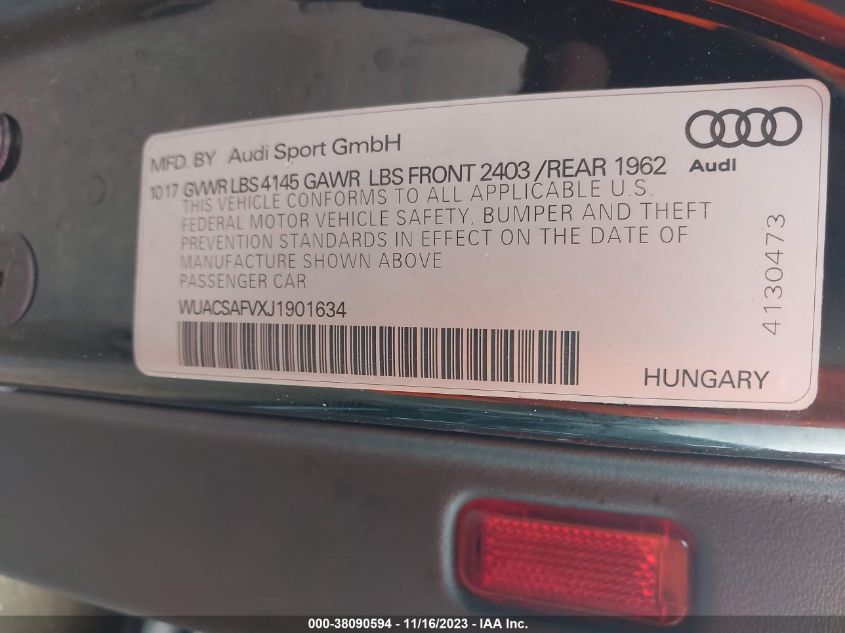 MFD. BY Audi Sport GmbH
Audi
10 17 GVWR LBS 4145 GAWR LBS FRONT 2403 /REAR 1962
THIS VEHICLE CONFORMS TO ALL APPLICABLE U.S.
FEDERAL MOTOR VEHICLE SAFETY, BUMPER AND THEFT
PREVENTION STANDARDS IN EFFECT ON THE DATE OF
MANUFACTURE SHOWN ABOVE
PASSENGER CAR
WUACSAFVXJ1901634
4130473
HUNGARY
000-38090594 - 11/16/2023 - IAA Inc.